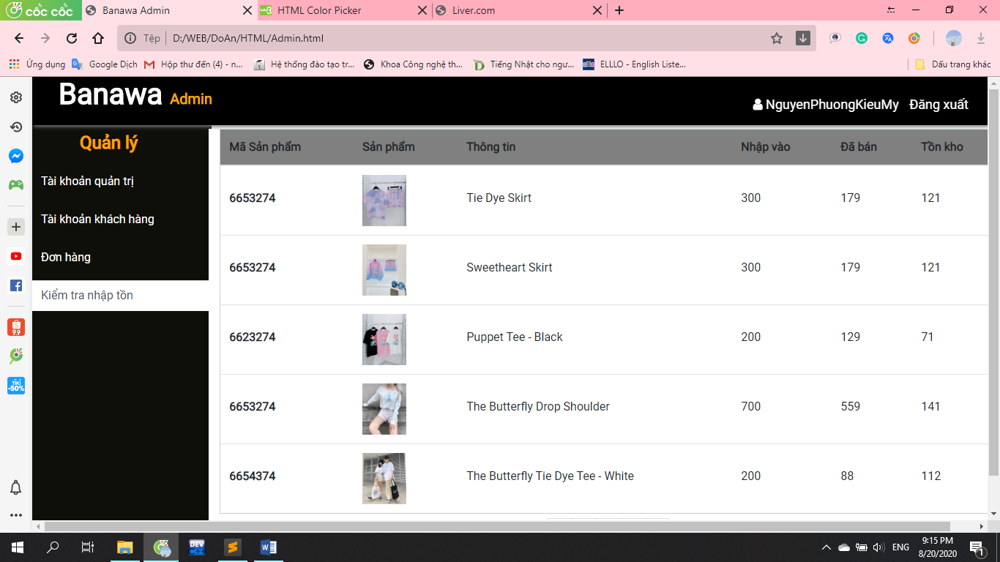 cốc cốc Banawa Admin HTML Color Picker Liver.com
Tệp D:/WEB/DoAn/HTML/Admin.html
Ứng dụng Google Dịch Hộp thư đến (4) - n... Hệ thống đào tạo tr... Khoa Công nghệ th... Tiếng Nhật cho ngư... ELLLO - English Liste... Dấu trang khác
Banawa Admin
NguyenPhuongKieuMy Đăng xuất
Quản lý
Tài khoản quản trị
Tài khoản khách hàng
Đơn hàng
Kiểm tra nhập tồn
Mã Sản phẩm Sản phẩm Thông tin Nhập vào Đã bán Tồn kho
6653274 Tie Dye Skirt 300 179 121
6653274 Sweetheart Skirt 300 179 121
6623274 Puppet Tee - Black 200 129 71
6653274 The Butterfly Drop Shoulder 700 559 141
6654374 The Butterfly Tie Dye Tee - White 200 88 112
9.9
TIKI
-50%
DEV
ENG
9:15 PM
8/20/2020
1